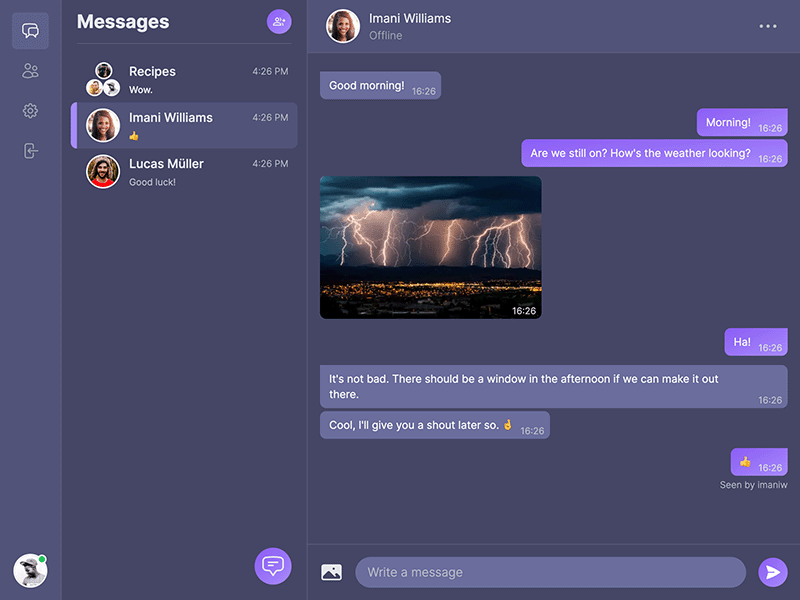 Messages
Recipes
4:26 PM
Wow.
Imani Williams
4:26 PM
👍
Lucas Müller
4:26 PM
Good luck!
Imani Williams
Offline
Good morning! 16:26
Morning! 16:26
Are we still on? How's the weather looking? 16:26
16:26
Ha! 16:26
It's not bad. There should be a window in the afternoon if we can make it out
there.
16:26
Cool, I'll give you a shout later so. 🤞 16:26
👍 16:26
Seen by imaniw
Write a message